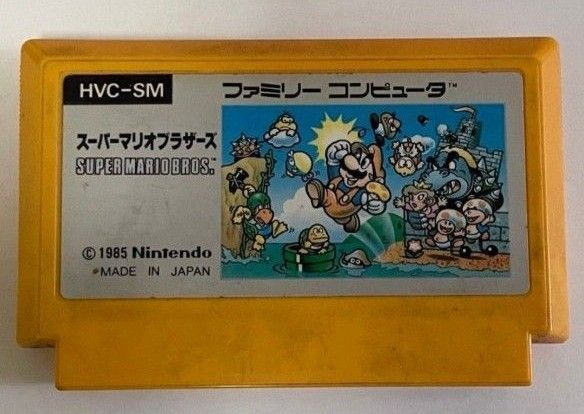 HVC-SM
ファミリー コンピュータ™
スーパーマリオブラザーズ
SUPER MARIO BROS.™
© 1985 Nintendo
MADE IN JAPAN